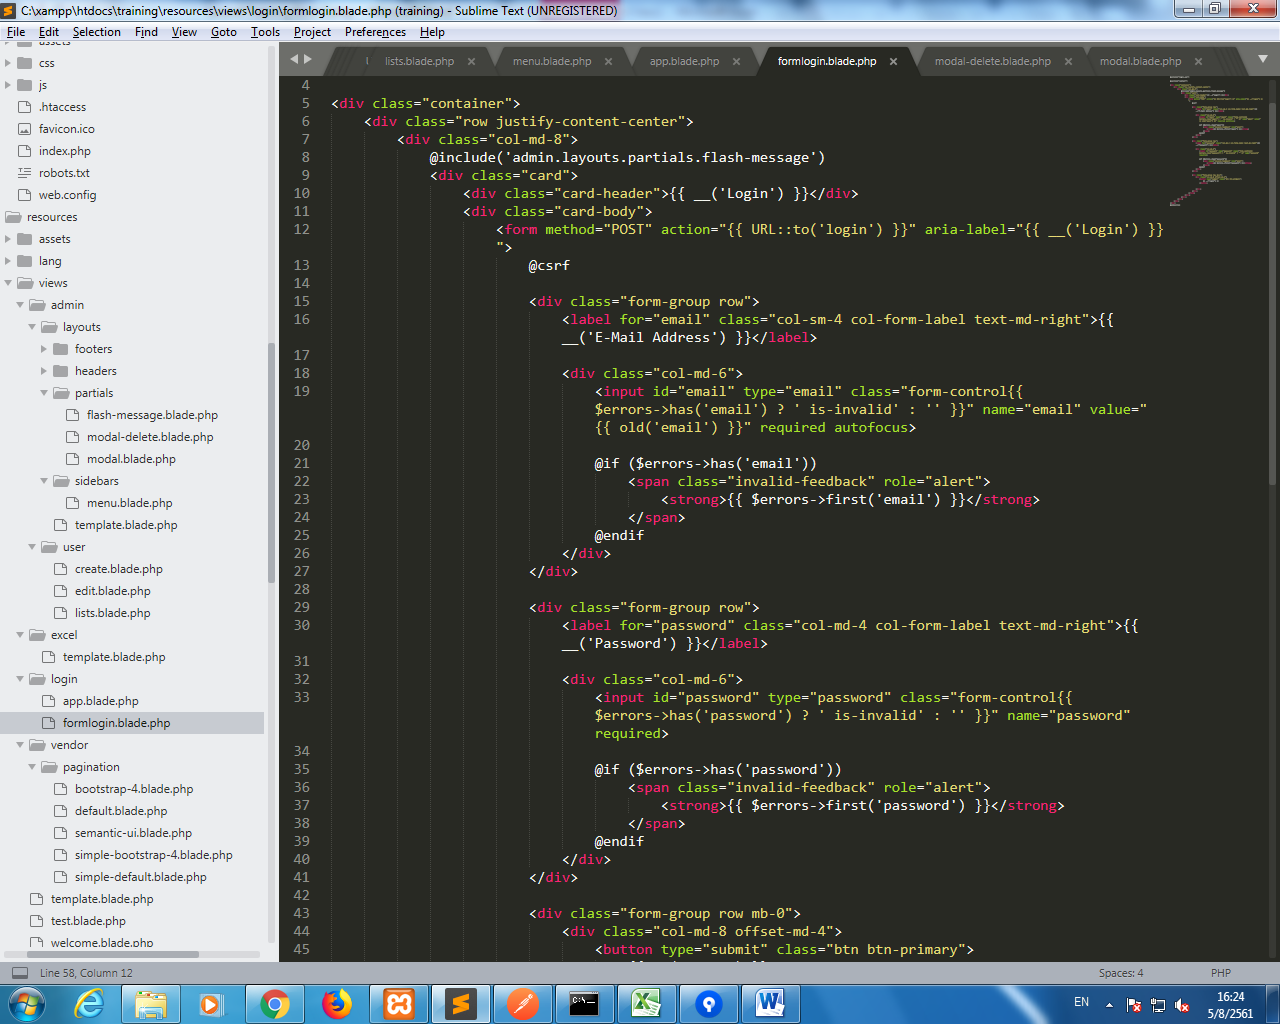 C:\xampp\htdocs\training\resources\views\login\formlogin.blade.php (training) - Sublime Text (UNREGISTERED)
File Edit Selection Find View Goto Tools Project Preferences Help
assets
css
js
.htaccess
favicon.ico
index.php
robots.txt
web.config
resources
assets
lang
views
admin
layouts
footers
headers
partials
flash-message.blade.php
modal-delete.blade.php
modal.blade.php
sidebars
menu.blade.php
template.blade.php
user
create.blade.php
edit.blade.php
lists.blade.php
excel
template.blade.php
login
app.blade.php
formlogin.blade.php
vendor
pagination
bootstrap-4.blade.php
default.blade.php
semantic-ui.blade.php
simple-bootstrap-4.blade.php
simple-default.blade.php
template.blade.php
test.blade.php
welcome.blade.php
lists.blade.php menu.blade.php app.blade.php formlogin.blade.php modal-delete.blade.php modal.blade.php
4
5 <div class="container">
6 <div class="row justify-content-center">
7 <div class="col-md-8">
8 @include('admin.layouts.partials.flash-message')
9 <div class="card">
10 <div class="card-header">{{ __('Login') }}</div>
11 <div class="card-body">
12 <form method="POST" action="{{ URL::to('login') }}" aria-label="{{ __('Login') }}
">
13 @csrf
14
15 <div class="form-group row">
16 <label for="email" class="col-sm-4 col-form-label text-md-right">{{
__('E-Mail Address') }}</label>
17
18 <div class="col-md-6">
19 <input id="email" type="email" class="form-control{{
$errors->has('email') ? ' is-invalid' : '' }}" name="email" value="
{{ old('email') }}" required autofocus>
20
21 @if ($errors->has('email'))
22 <span class="invalid-feedback" role="alert">
23 <strong>{{ $errors->first('email') }}</strong>
24 </span>
25 @endif
26 </div>
27 </div>
28
29 <div class="form-group row">
30 <label for="password" class="col-md-4 col-form-label text-md-right">{{
__('Password') }}</label>
31
32 <div class="col-md-6">
33 <input id="password" type="password" class="form-control{{
$errors->has('password') ? ' is-invalid' : '' }}" name="password"
required>
34
35 @if ($errors->has('password'))
36 <span class="invalid-feedback" role="alert">
37 <strong>{{ $errors->first('password') }}</strong>
38 </span>
39 @endif
40 </div>
41 </div>
42
43 <div class="form-group row mb-0">
44 <div class="col-md-8 offset-md-4">
45 <button type="submit" class="btn btn-primary">
Line 58, Column 12
Spaces: 4 PHP
EN
16:24
5/8/2561